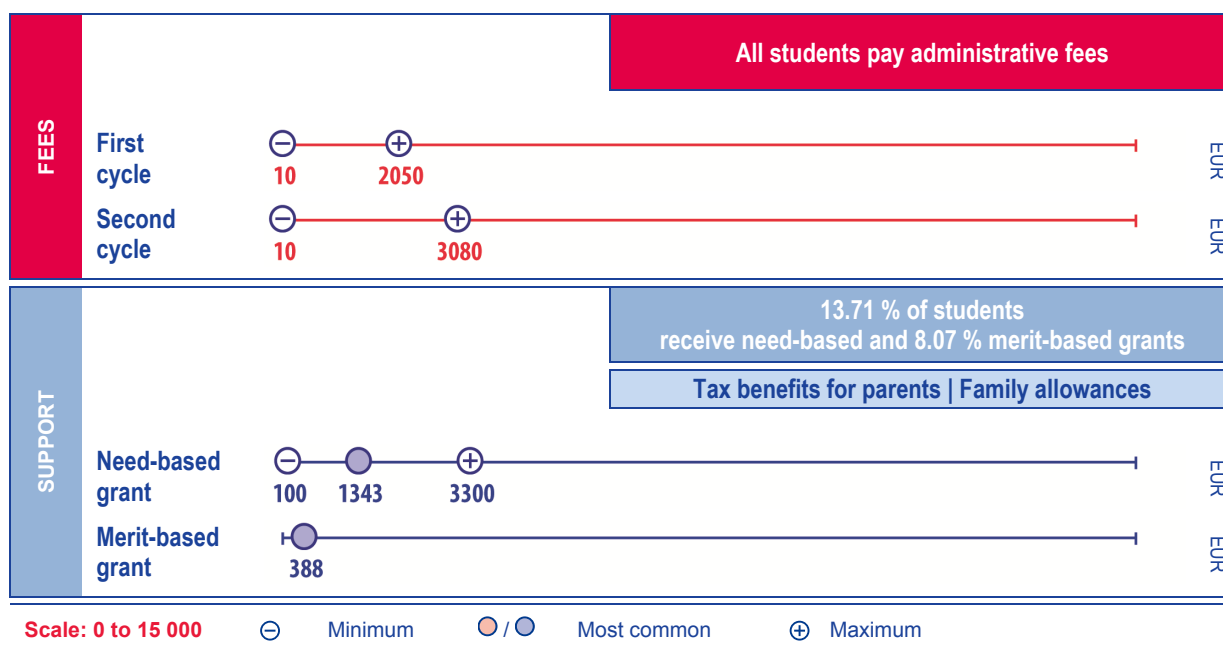 All students pay administrative fees
FEES
First
cycle
10 2050
EUR
Second
cycle
10 3080
EUR
13.71 % of students
receive need-based and 8.07 % merit-based grants
Tax benefits for parents | Family allowances
SUPPORT
Need-based
grant
100 1343 3300
EUR
Merit-based
grant
388
EUR
Scale: 0 to 15 000 Minimum / Most common Maximum